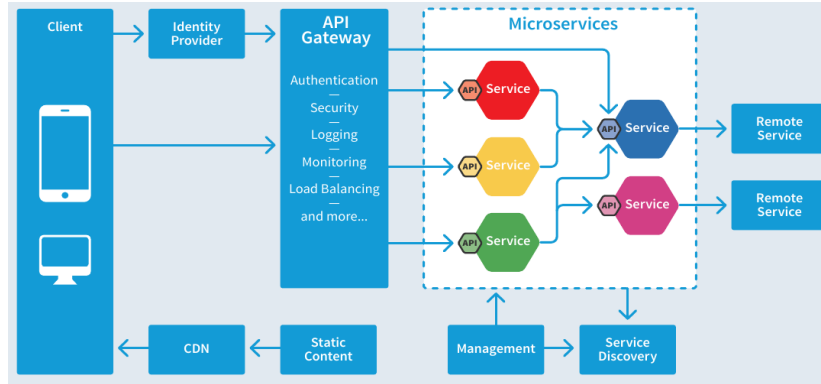 Client
Identity
Provider
API
Gateway
Authentication
Security
Logging
Monitoring
Load Balancing
and more...
Microservices
API
Service
API
Service
API
Service
API
Service
API
Service
Remote
Service
Remote
Service
CDN
Static
Content
Management
Service
Discovery